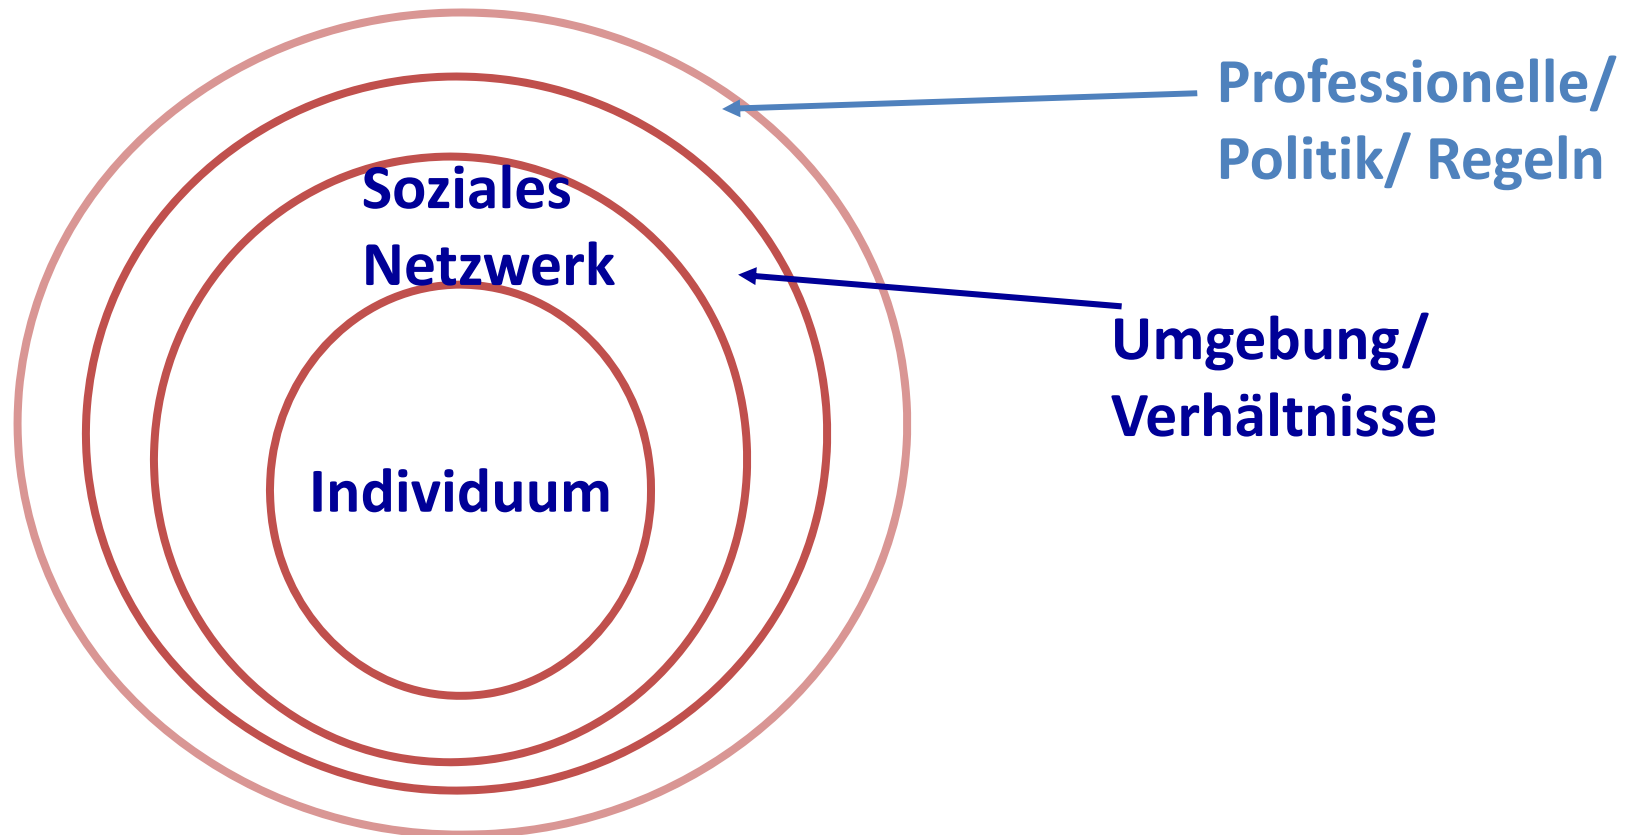 Professionelle/
Politik/ Regeln
Soziales
Netzwerk
Umgebung/
Verhältnisse
Individuum